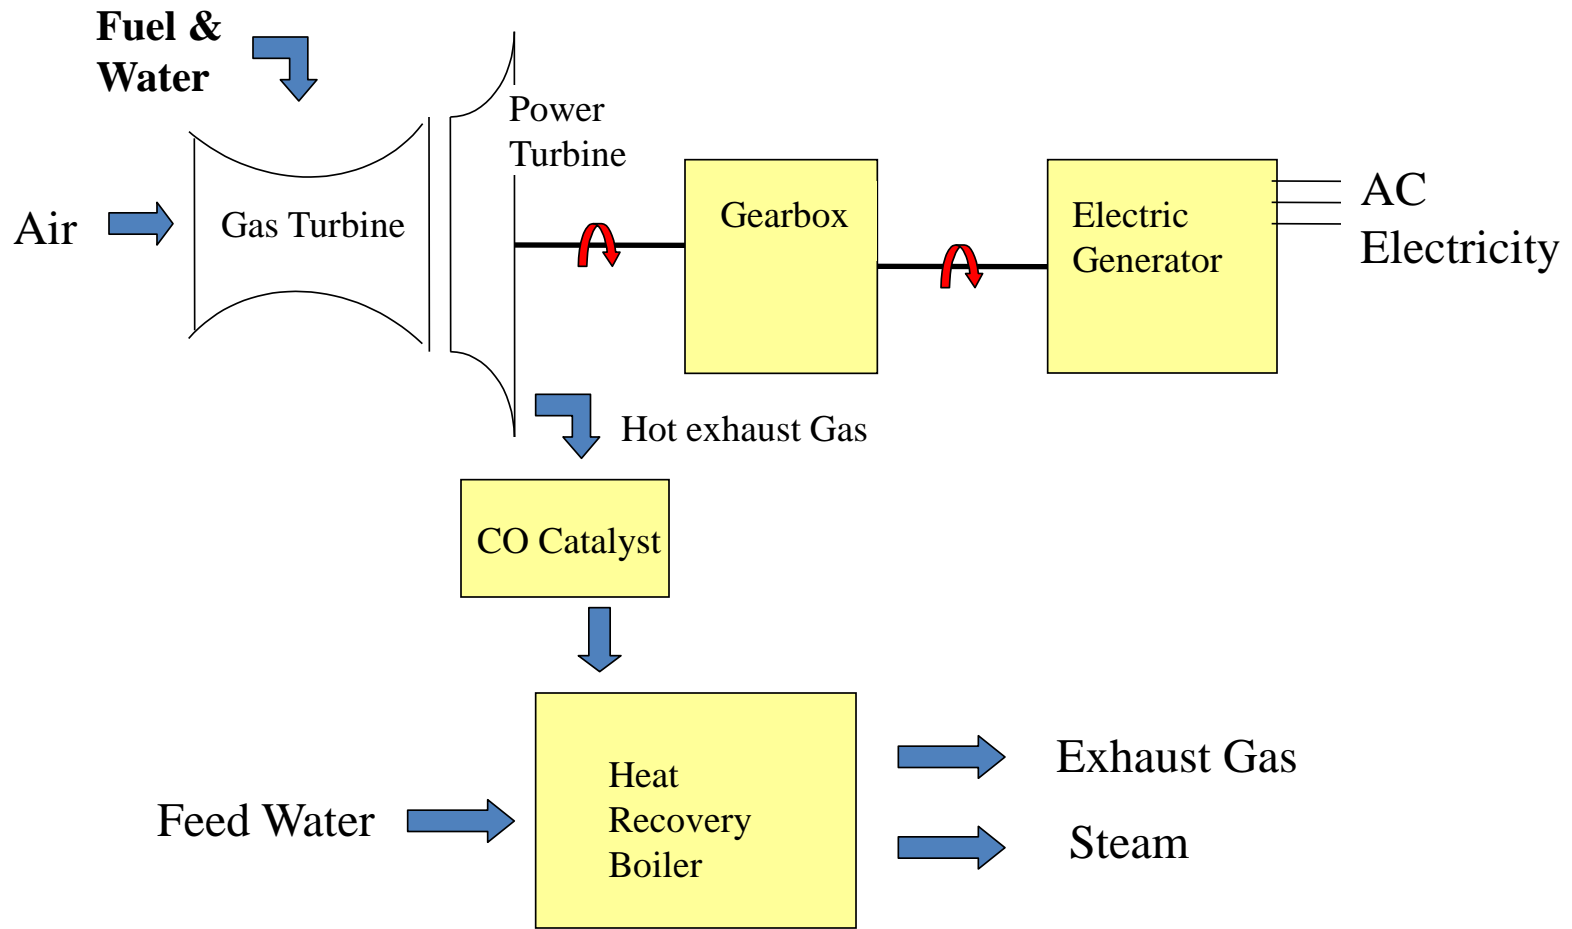 Fuel &
Water
Power
Turbine
Air
Gas Turbine
Gearbox
Electric
Generator
AC
Electricity
Hot exhaust Gas
CO Catalyst
Heat
Recovery
Boiler
Feed Water
Exhaust Gas
Steam